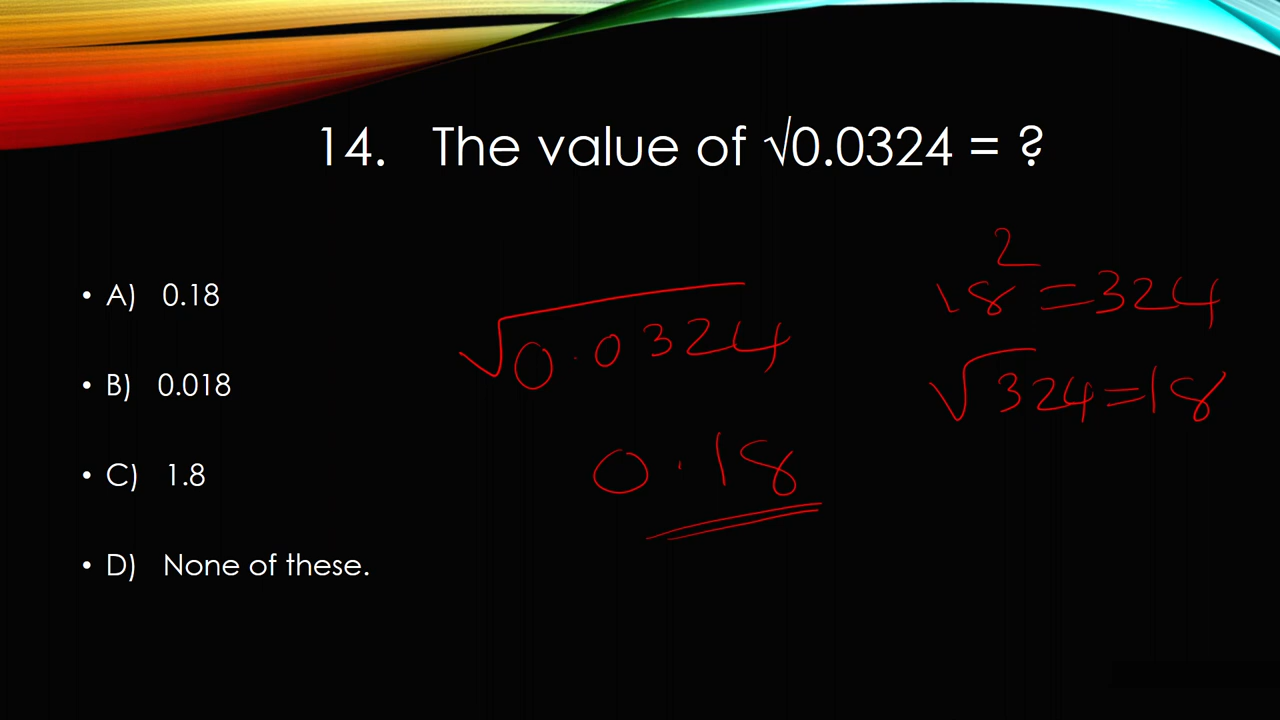 14. The value of √0.0324 = ?
• A) 0.18
• B) 0.018
• C) 1.8
• D) None of these.
√0.0324
0.18
18² = 324
√324 = 18